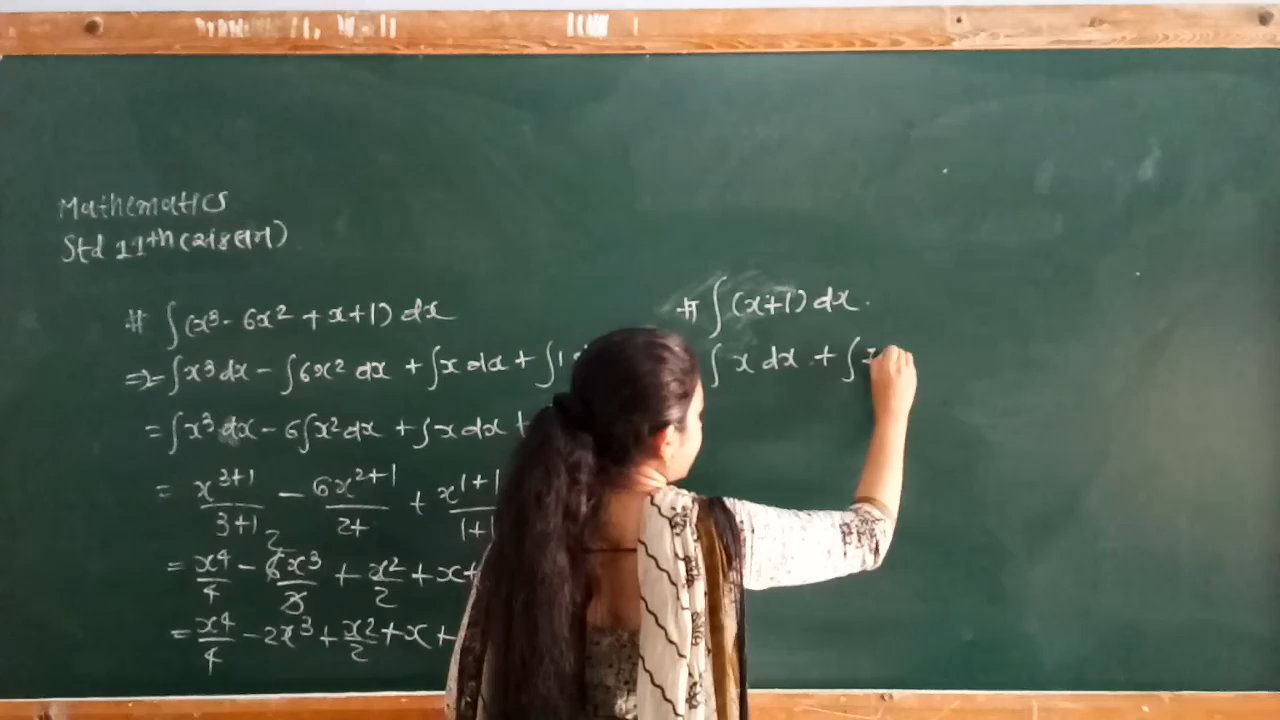 Mathematics
Std 11th
# ∫(x³ - 6x² + x + 1) dx
=> ∫x³ dx - ∫6x² dx + ∫x dx + ∫1
= ∫x³ dx - 6∫x² dx + ∫x dx +
= x³⁺¹/3+1 - 6x²⁺¹/2+ + x¹⁺¹/1+1
= x⁴/4 - 6x³/3 + x²/2 + x +
= x⁴/4 - 2x³ + x²/2 + x +
# ∫(x+1) dx.
∫ x dx + ∫